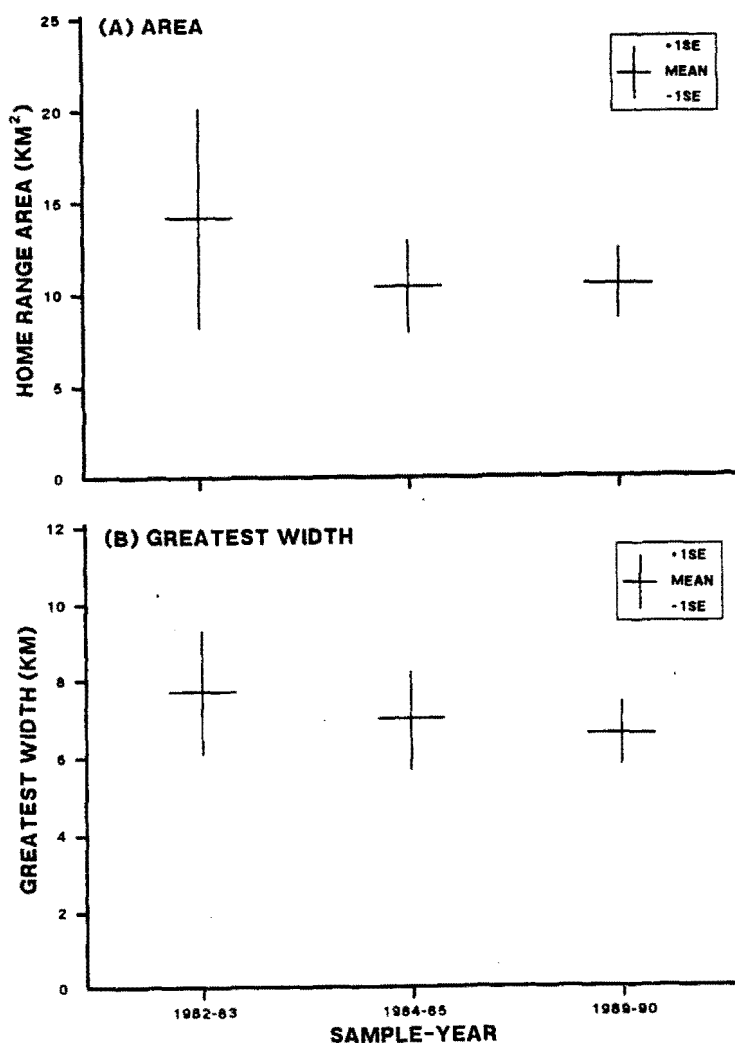 (A) AREA
+1SE
MEAN
-1SE
25
20
15
10
5
0
HOME RANGE AREA (KM²)
(B) GREATEST WIDTH
+1SE
MEAN
-1SE
12
10
8
6
4
2
0
GREATEST WIDTH (KM)
1982-83
1984-85
1989-90
SAMPLE-YEAR